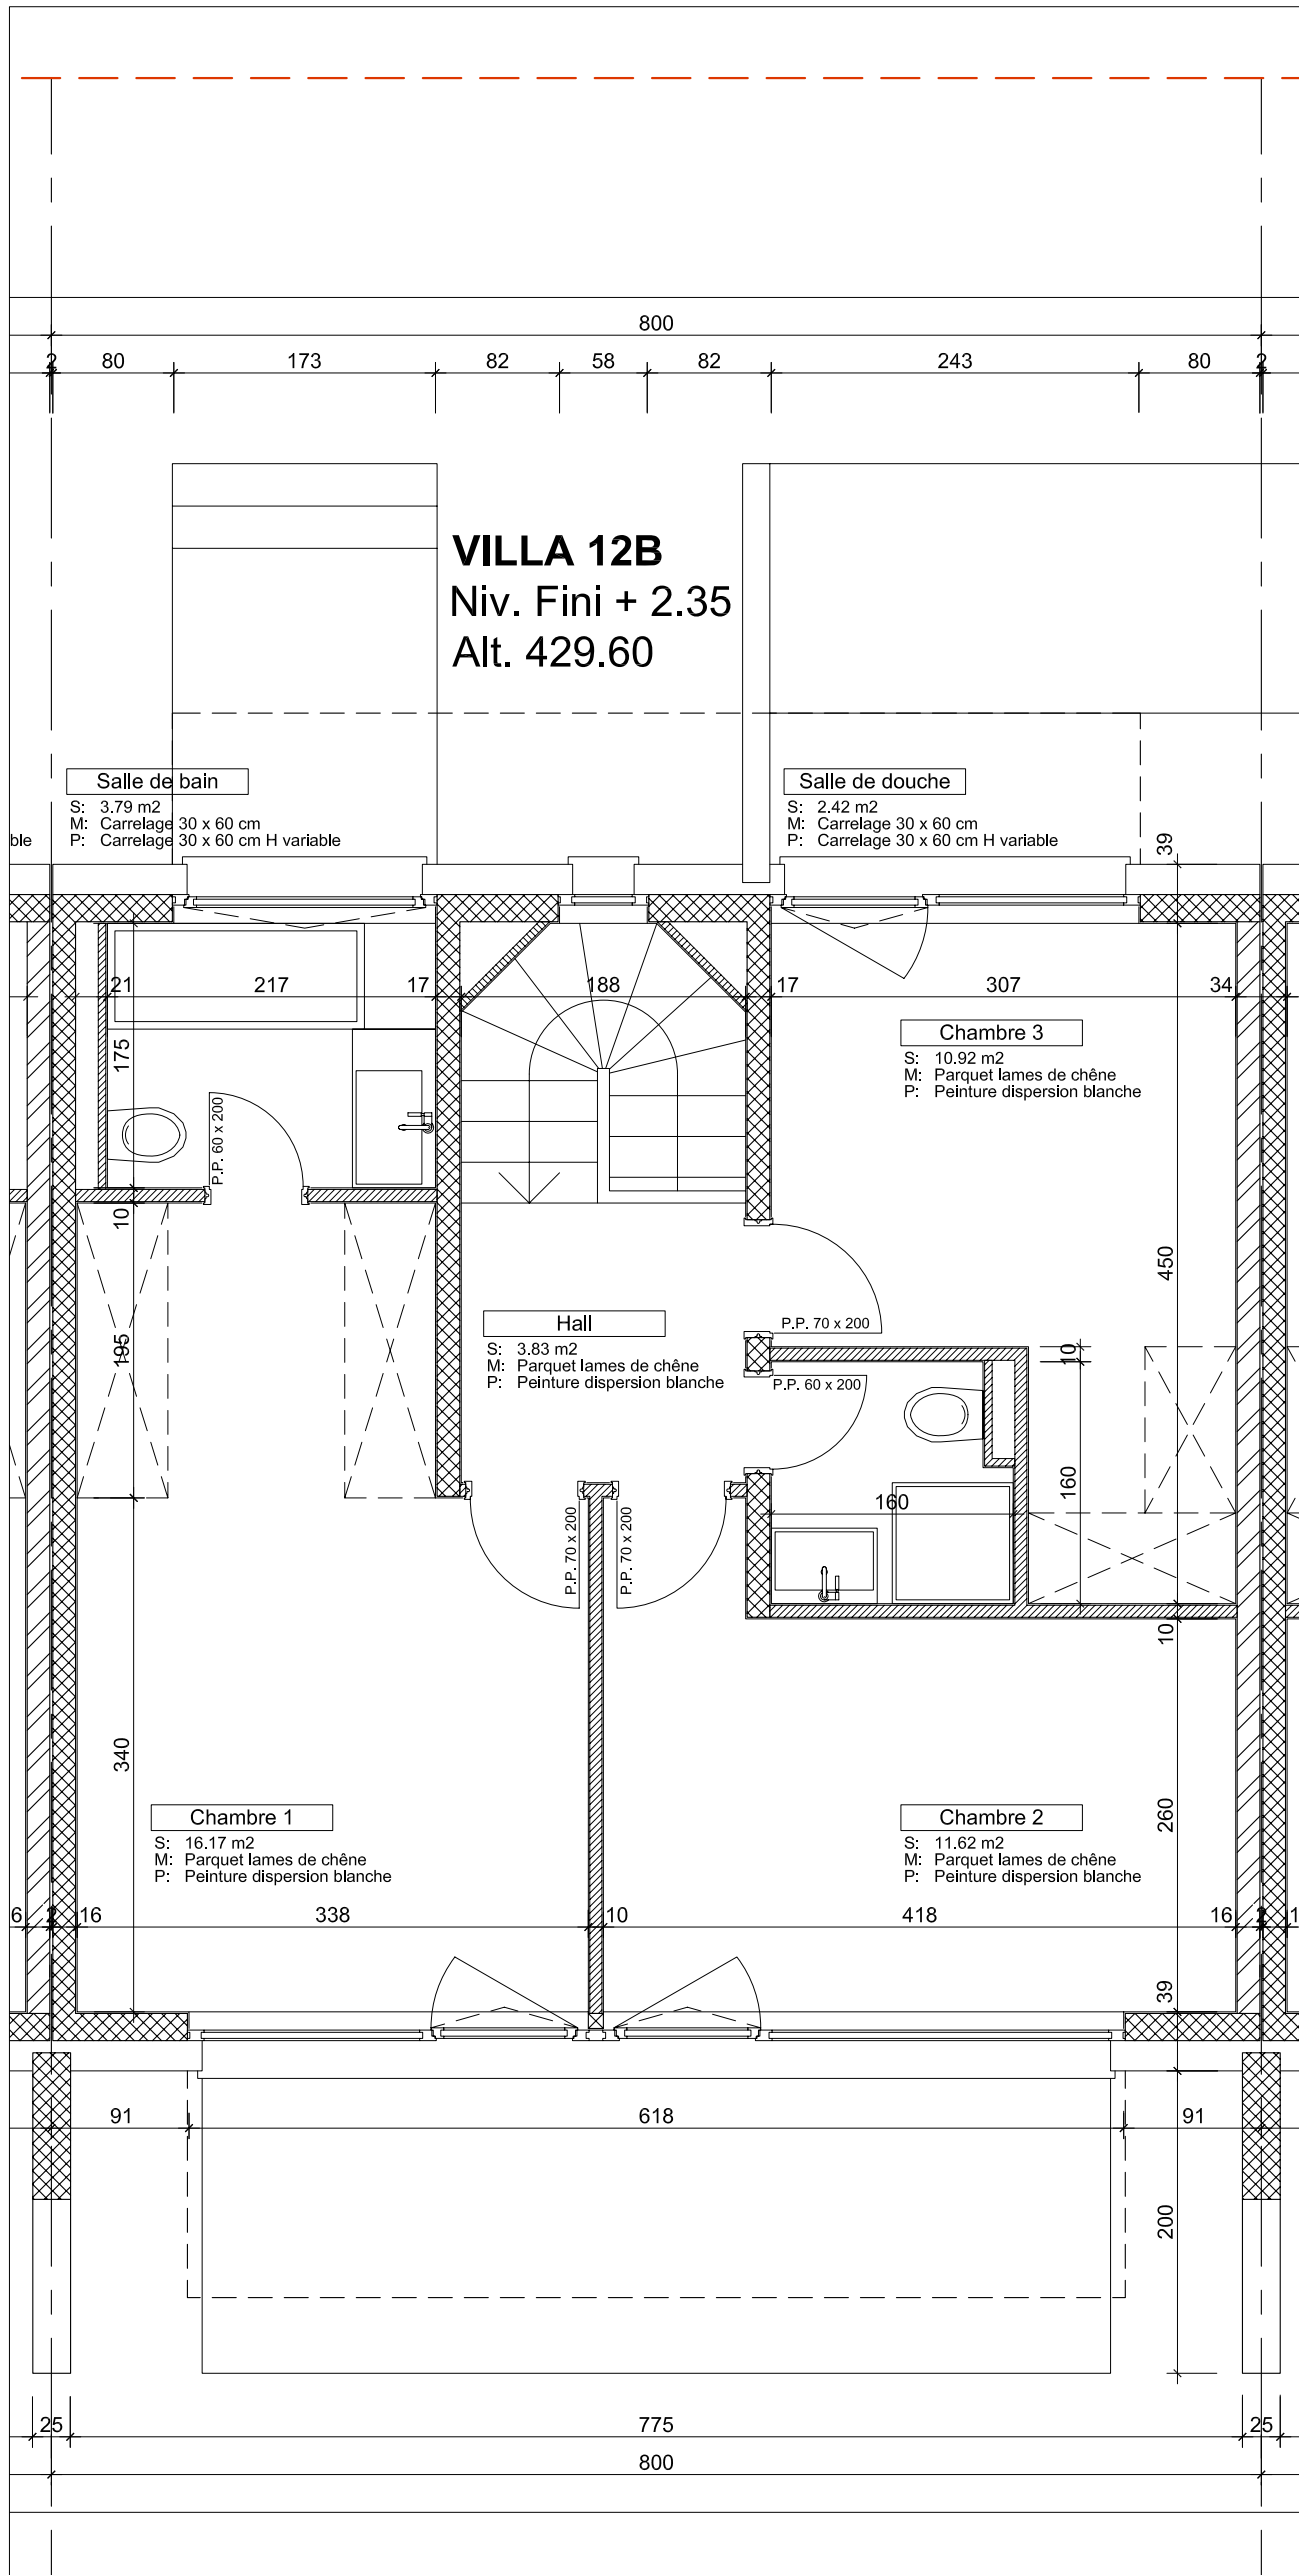 800
2
80
173
82
58
82
243
80
2
VILLA 12B
Niv. Fini + 2.35
Alt. 429.60
Salle de bain
S: 3.79 m2
M: Carrelage 30 x 60 cm
P: Carrelage 30 x 60 cm H variable
ble
Salle de douche
S: 2.42 m2
M: Carrelage 30 x 60 cm
P: Carrelage 30 x 60 cm H variable
39
21
217
17
188
17
307
34
175
P.P. 60 x 200
Chambre 3
S: 10.92 m2
M: Parquet lames de chêne
P: Peinture dispersion blanche
10
450
195
Hall
S: 3.83 m2
M: Parquet lames de chêne
P: Peinture dispersion blanche
P.P. 70 x 200
P.P. 60 x 200
10
160
160
P.P. 70 x 200
P.P. 70 x 200
10
340
260
Chambre 1
S: 16.17 m2
M: Parquet lames de chêne
P: Peinture dispersion blanche
Chambre 2
S: 11.62 m2
M: Parquet lames de chêne
P: Peinture dispersion blanche
6
2
16
338
10
418
16
2
1
39
91
618
91
200
25
775
25
800